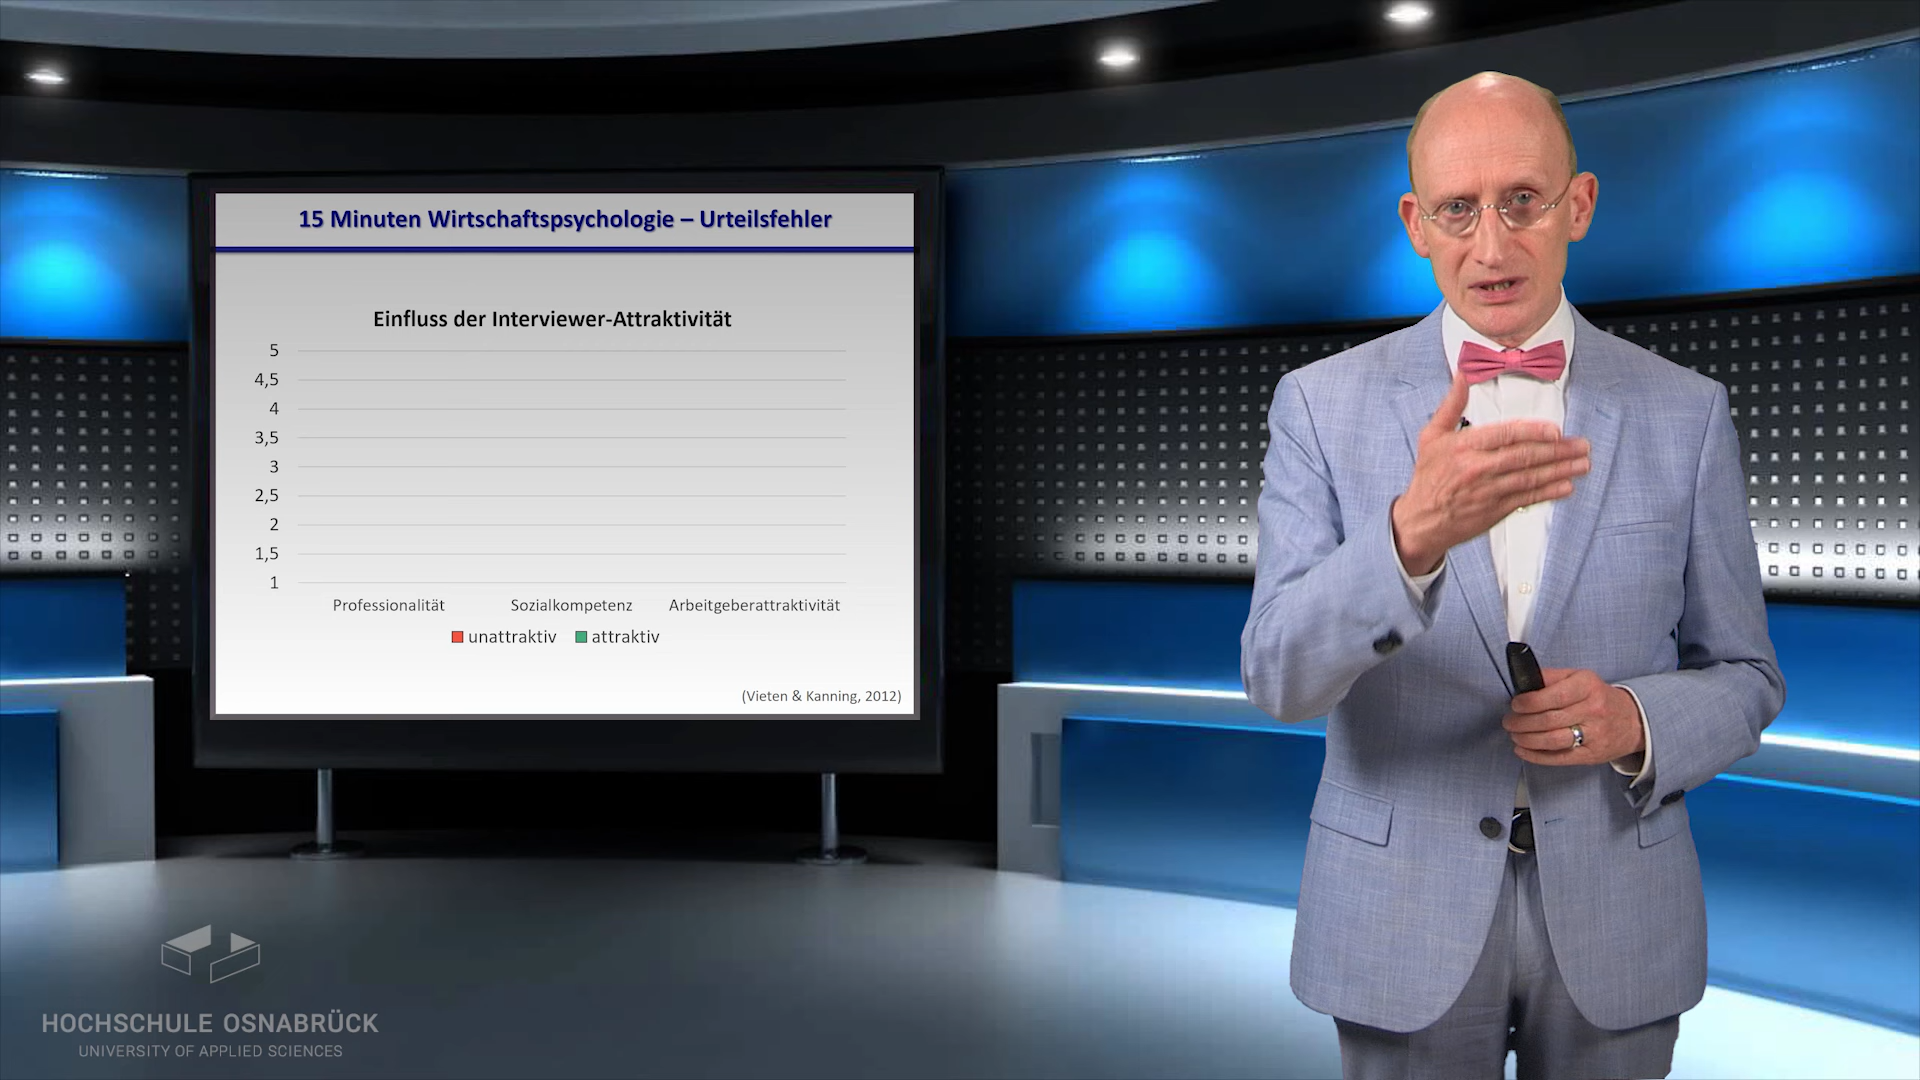 15 Minuten Wirtschaftspsychologie – Urteilsfehler
Einfluss der Interviewer-Attraktivität
5
4,5
4
3,5
3
2,5
2
1,5
1
Professionalität Sozialkompetenz Arbeitgeberattraktivität
unattraktiv attraktiv
(Vieten & Kanning, 2012)
HOCHSCHULE OSNABRÜCK
UNIVERSITY OF APPLIED SCIENCES